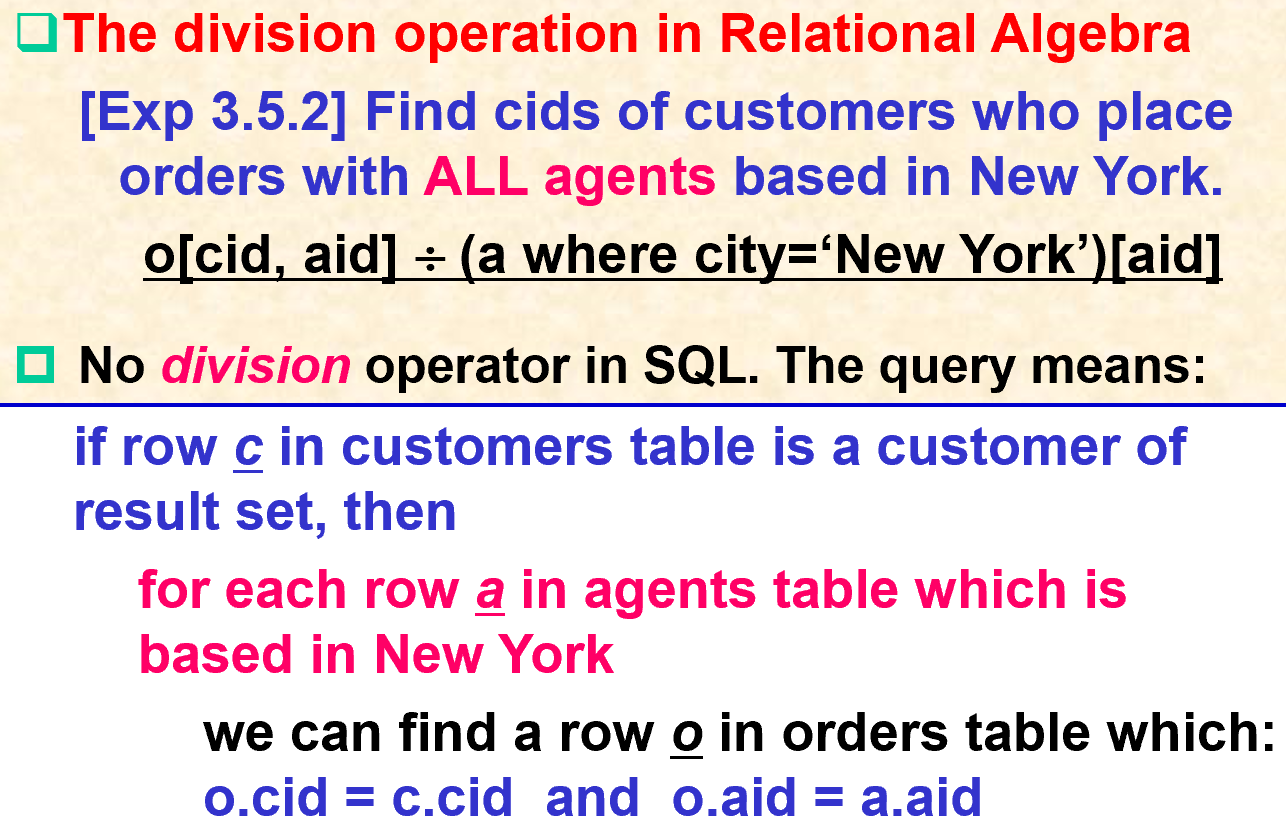 The division operation in Relational Algebra
[Exp 3.5.2] Find cids of customers who place
orders with ALL agents based in New York.
o[cid, aid] ÷ (a where city=‘New York’)[aid]
No division operator in SQL. The query means:
if row c in customers table is a customer of
result set, then
for each row a in agents table which is
based in New York
we can find a row o in orders table which:
o.cid = c.cid and o.aid = a.aid